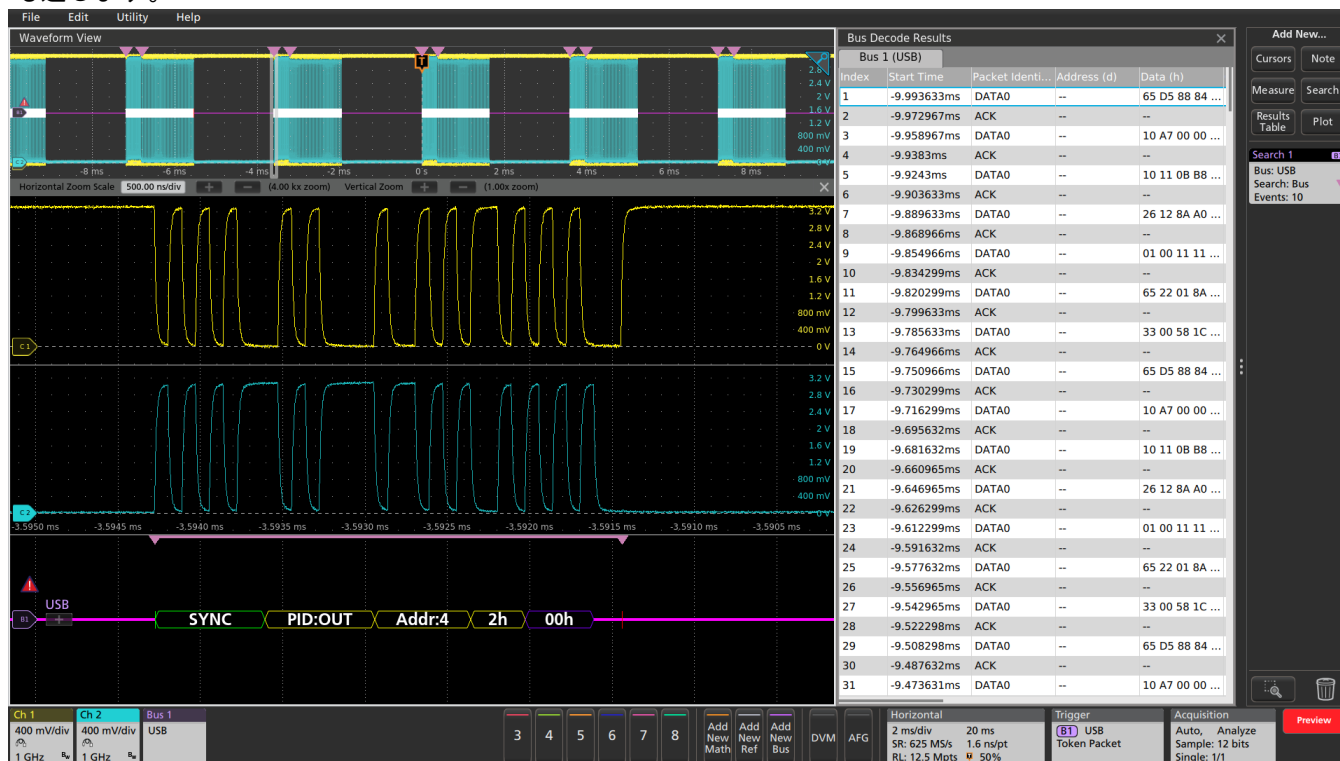 File Edit Utility Help
Waveform View
2.4 V
2 V
1.6 V
1.2 V
800 mV
400 mV
T
B1
C2
-8 ms -6 ms -4 ms -2 ms 0 s 2 ms 4 ms 6 ms 8 ms
Horizontal Zoom Scale 500.00 ns/div + − (4.00 kx zoom) Vertical Zoom + − (1.00x zoom)
3.2 V
2.8 V
2.4 V
2 V
1.6 V
1.2 V
800 mV
400 mV
C1 0 V
3.2 V
2.8 V
2.4 V
2 V
1.6 V
1.2 V
800 mV
400 mV
C2
-3.5950 ms -3.5945 ms -3.5940 ms -3.5935 ms -3.5930 ms -3.5925 ms -3.5920 ms -3.5915 ms -3.5910 ms -3.5905 ms
USB
B1 + SYNC PID:OUT Addr:4 2h 00h
Bus Decode Results
Bus 1 (USB)
Index Start Time Packet Identi... Address (d) Data (h)
1 -9.993633ms DATA0 -- 65 D5 88 84 ...
2 -9.972967ms ACK -- --
3 -9.958967ms DATA0 -- 10 A7 00 00 ...
4 -9.9383ms ACK -- --
5 -9.9243ms DATA0 -- 10 11 0B B8 ...
6 -9.903633ms ACK -- --
7 -9.889633ms DATA0 -- 26 12 8A A0 ...
8 -9.868966ms ACK -- --
9 -9.854966ms DATA0 -- 01 00 11 11 ...
10 -9.834299ms ACK -- --
11 -9.820299ms DATA0 -- 65 22 01 8A ...
12 -9.799633ms ACK -- --
13 -9.785633ms DATA0 -- 33 00 58 1C ...
14 -9.764966ms ACK -- --
15 -9.750966ms DATA0 -- 65 D5 88 84 ...
16 -9.730299ms ACK -- --
17 -9.716299ms DATA0 -- 10 A7 00 00 ...
18 -9.695632ms ACK -- --
19 -9.681632ms DATA0 -- 10 11 0B B8 ...
20 -9.660965ms ACK -- --
21 -9.646965ms DATA0 -- 26 12 8A A0 ...
22 -9.626299ms ACK -- --
23 -9.612299ms DATA0 -- 01 00 11 11 ...
24 -9.591632ms ACK -- --
25 -9.577632ms DATA0 -- 65 22 01 8A ...
26 -9.556965ms ACK -- --
27 -9.542965ms DATA0 -- 33 00 58 1C ...
28 -9.522298ms ACK -- --
29 -9.508298ms DATA0 -- 65 D5 88 84 ...
30 -9.487632ms ACK -- --
31 -9.473631ms DATA0 -- 10 A7 00 00 ...
Add New...
Cursors Note
Measure Search
Results Table Plot
Search 1
Bus: USB
Search: Bus
Events: 10
Ch 1
400 mV/div
1 GHz Bw
Ch 2
400 mV/div
1 GHz Bw
Bus 1
USB
3 4 5 6 7 8
Add New Math
Add New Ref
Add New Bus
DVM AFG
Horizontal
2 ms/div 20 ms
SR: 625 MS/s 1.6 ns/pt
RL: 12.5 Mpts 50%
Trigger
B1 USB
Token Packet
Acquisition
Auto, Analyze
Sample: 12 bits
Single: 1/1
Preview